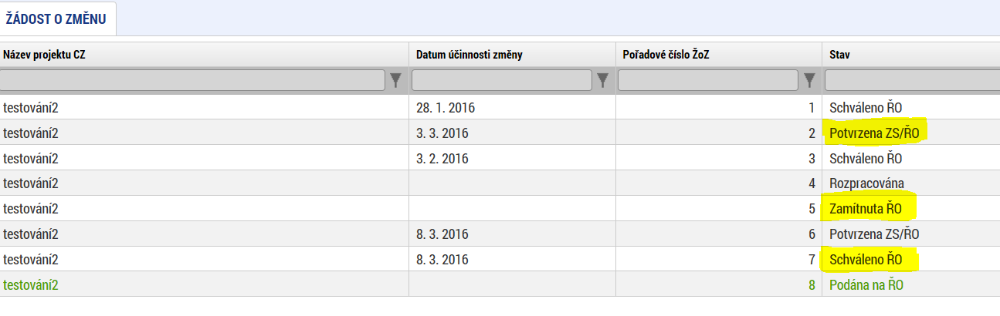 ŽÁDOST O ZMĚNU
Název projektu CZ Datum účinnosti změny Pořadové číslo ŽoZ Stav
testování2 28. 1. 2016 1 Schváleno ŘO
testování2 3. 3. 2016 2 Potvrzena ZS/ŘO
testování2 3. 2. 2016 3 Schváleno ŘO
testování2 4 Rozpracována
testování2 5 Zamítnuta ŘO
testování2 8. 3. 2016 6 Potvrzena ZS/ŘO
testování2 8. 3. 2016 7 Schváleno ŘO
testování2 8 Podána na ŘO